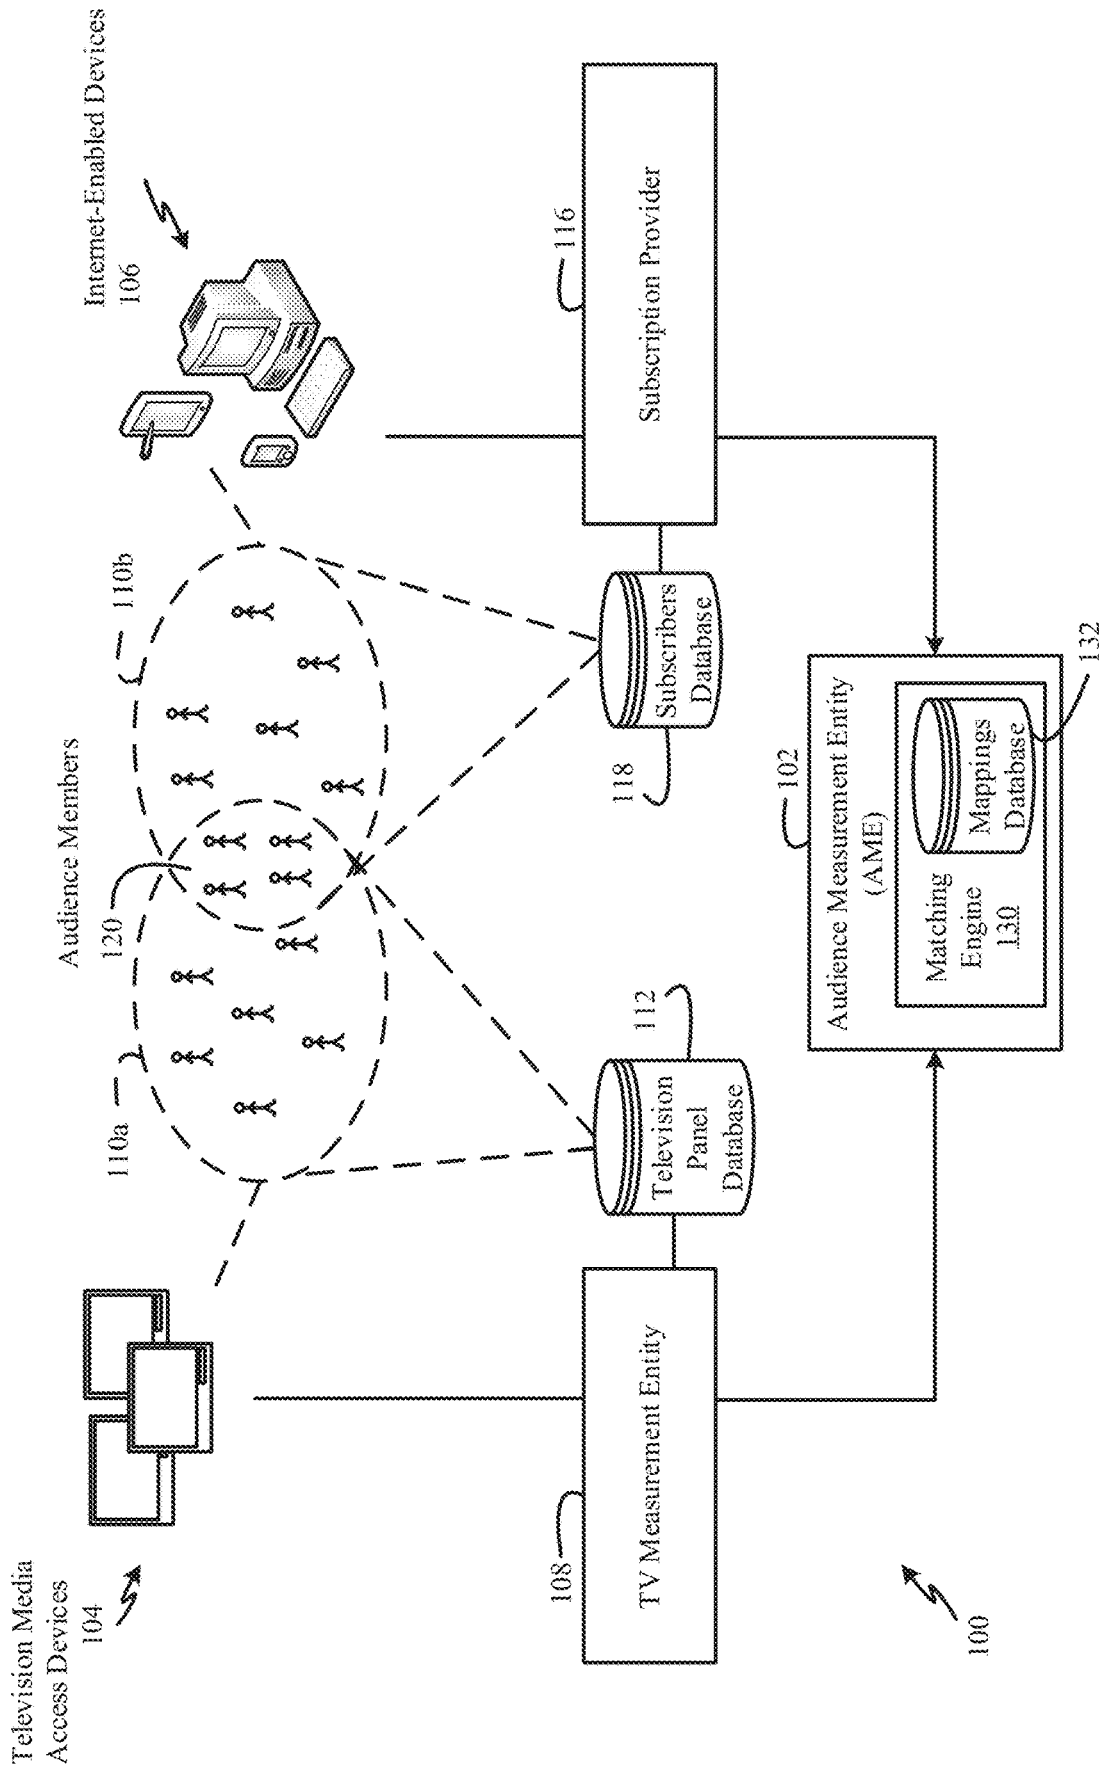 Television Media
Access Devices
104
Audience Members
120
110a
110b
Internet-Enabled Devices
106
108
TV Measurement Entity
Television
Panel
Database
112
Subscribers
Database
118
116
Subscription Provider
102
Audience Measurement Entity
(AME)
Matching
Engine
130
Mappings
Database
132
100